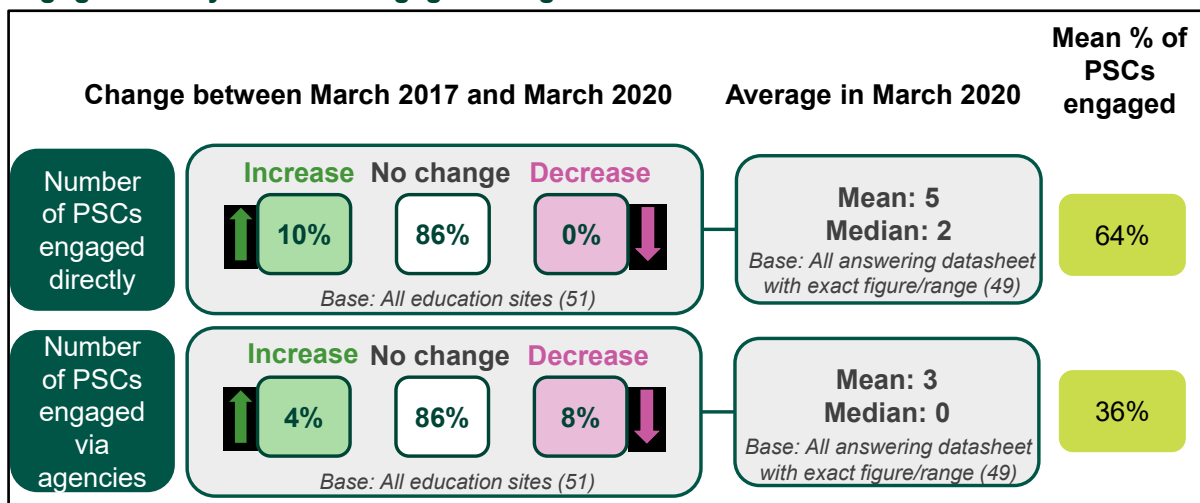 Mean % of
PSCs
engaged
Change between March 2017 and March 2020
Average in March 2020
Number
of PSCs
engaged
directly
Increase No change Decrease
10% 86% 0%
Base: All education sites (51)
Mean: 5
Median: 2
Base: All answering datasheet
with exact figure/range (49)
64%
Number
of PSCs
engaged
via
agencies
Increase No change Decrease
4% 86% 8%
Base: All education sites (51)
Mean: 3
Median: 0
Base: All answering datasheet
with exact figure/range (49)
36%